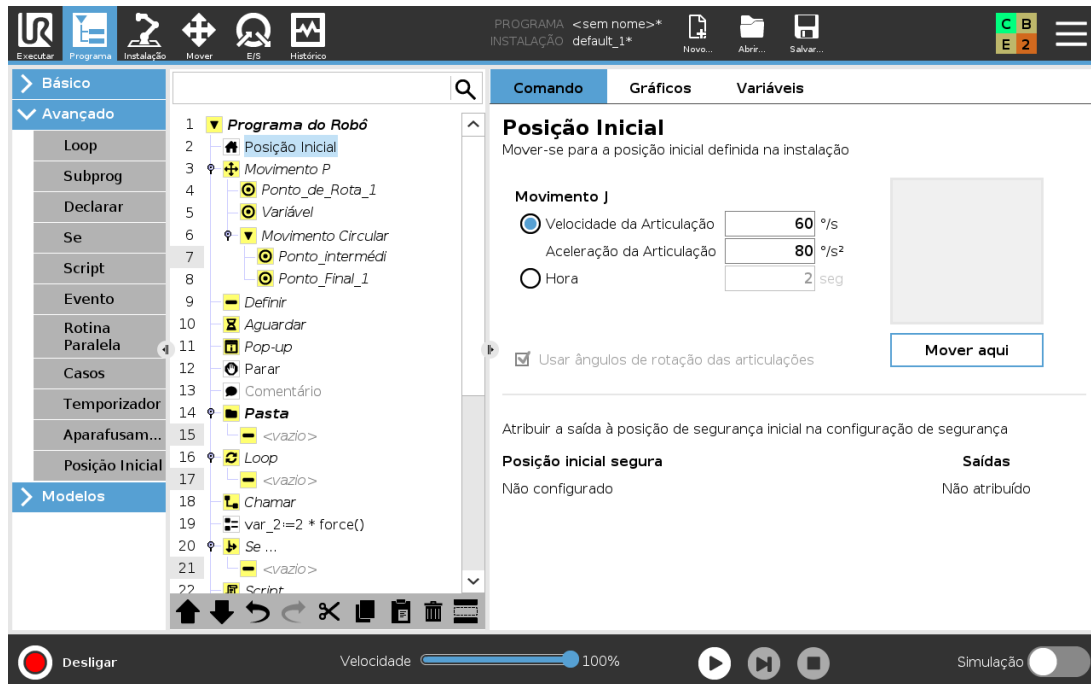 PROGRAMA <sem nome>*
INSTALAÇÃO default_1*
UR
C B
E 2
Executar Programa Instalação Mover E/S Histórico Novo... Abrir... Salvar...
Básico
Avançado
Loop
Subprog
Declarar
Se
Script
Evento
Rotina
Paralela
Casos
Temporizador
Aparafusam...
Posição Inicial
Modelos
1 Programa do Robô
2 Posição Inicial
3 Movimento P
4 Ponto_de_Rota_1
5 Variável
6 Movimento Circular
7 Ponto_intermédi
8 Ponto_Final_1
9 Definir
10 Aguardar
11 Pop-up
12 Parar
13 Comentário
14 Pasta
15 <vazio>
16 Loop
17 <vazio>
18 Chamar
19 var_2:=2 * force()
20 Se ...
21 <vazio>
22 Script
Comando Gráficos Variáveis
Posição Inicial
Mover-se para a posição inicial definida na instalação
Movimento J
Velocidade da Articulação 60 °/s
Aceleração da Articulação 80 °/s²
Hora 2 seg
Usar ângulos de rotação das articulações
Mover aqui
Atribuir a saída à posição de segurança inicial na configuração de segurança
Posição inicial segura Saídas
Não configurado Não atribuído
Desligar Velocidade 100% Simulação